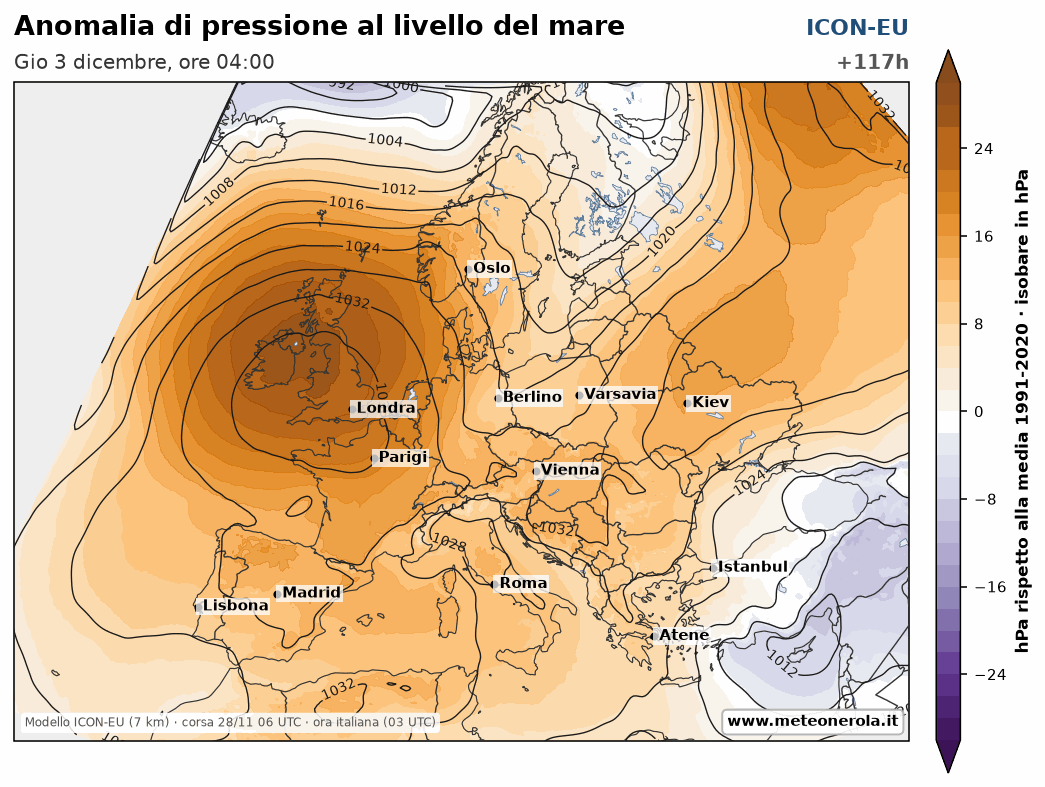 Anomalia di pressione al livello del mare
ICON-EU
Gio 3 dicembre, ore 04:00
+117h
992
1000
1004
1008
1012
1016
1024
1032
1032
1020
Oslo
Londra
Berlino
Varsavia
Kiev
Parigi
Vienna
1024
1032
1028
Istanbul
Roma
Madrid
Lisbona
Atene
1012
1032
Modello ICON-EU (7 km) · corsa 28/11 06 UTC · ora italiana (03 UTC)
www.meteonerola.it
24
16
8
0
−8
−16
−24
hPa rispetto alla media 1991-2020 · isobare in hPa